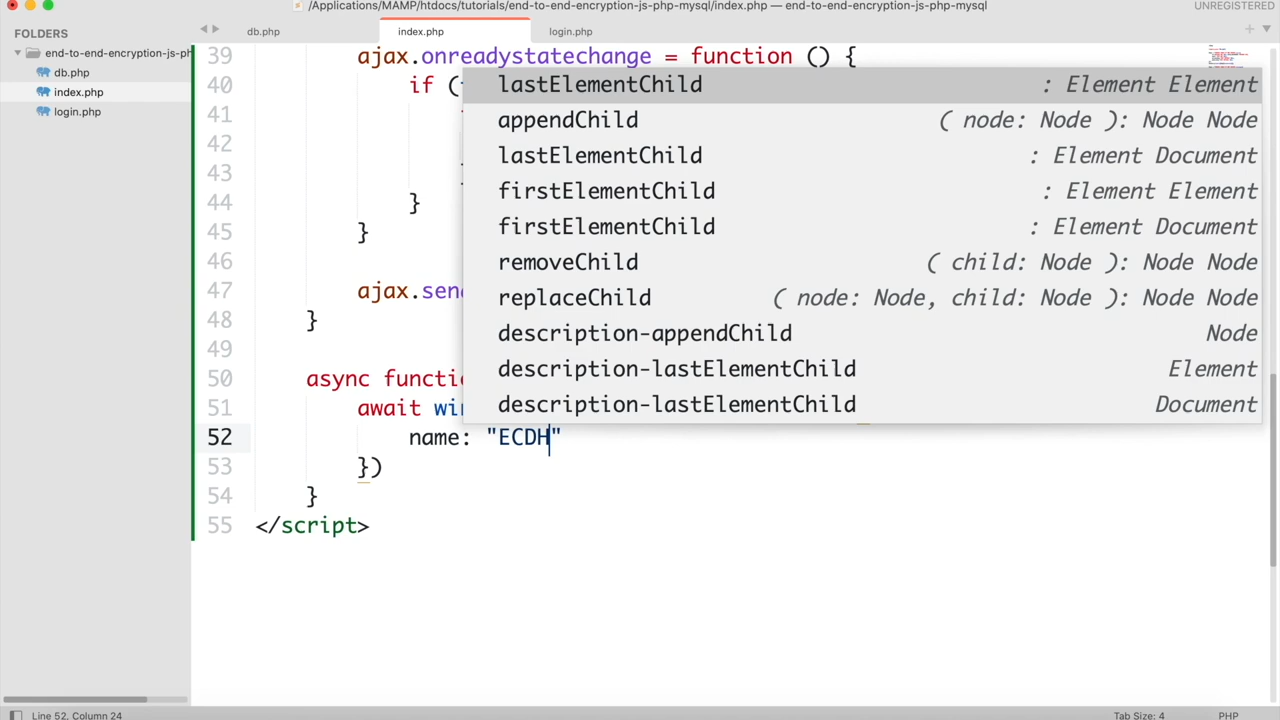 /Applications/MAMP/htdocs/tutorials/end-to-end-encryption-js-php-mysql/index.php — end-to-end-encryption-js-php-mysql
UNREGISTERED
FOLDERS
end-to-end-encryption-js-ph
db.php
index.php
login.php
db.php
index.php
login.php
39 ajax.onreadystatechange = function () {
40 if (
41
42
43
44 }
45 }
46
47 ajax.send
48 }
49
50 async functio
51 await win
52 name: "ECDH"
53 })
54 }
55 </script>
lastElementChild : Element Element
appendChild ( node: Node ): Node Node
lastElementChild : Element Document
firstElementChild : Element Element
firstElementChild : Element Document
removeChild ( child: Node ): Node Node
replaceChild ( node: Node, child: Node ): Node Node
description-appendChild Node
description-lastElementChild Element
description-lastElementChild Document
Line 52, Column 24
Tab Size: 4
PHP